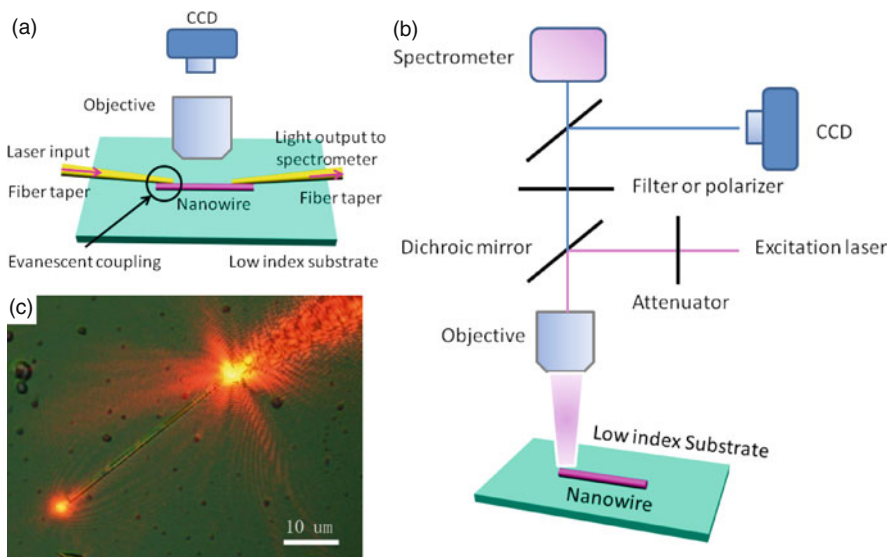 (a)
CCD
Objective
Laser input
Light output to
spectrometer
Fiber taper
Fiber taper
Nanowire
Evanescent coupling
Low index substrate
(b)
Spectrometer
CCD
Filter or polarizer
Dichroic mirror
Excitation laser
Attenuator
Objective
Low index Substrate
Nanowire
(c)
10 um